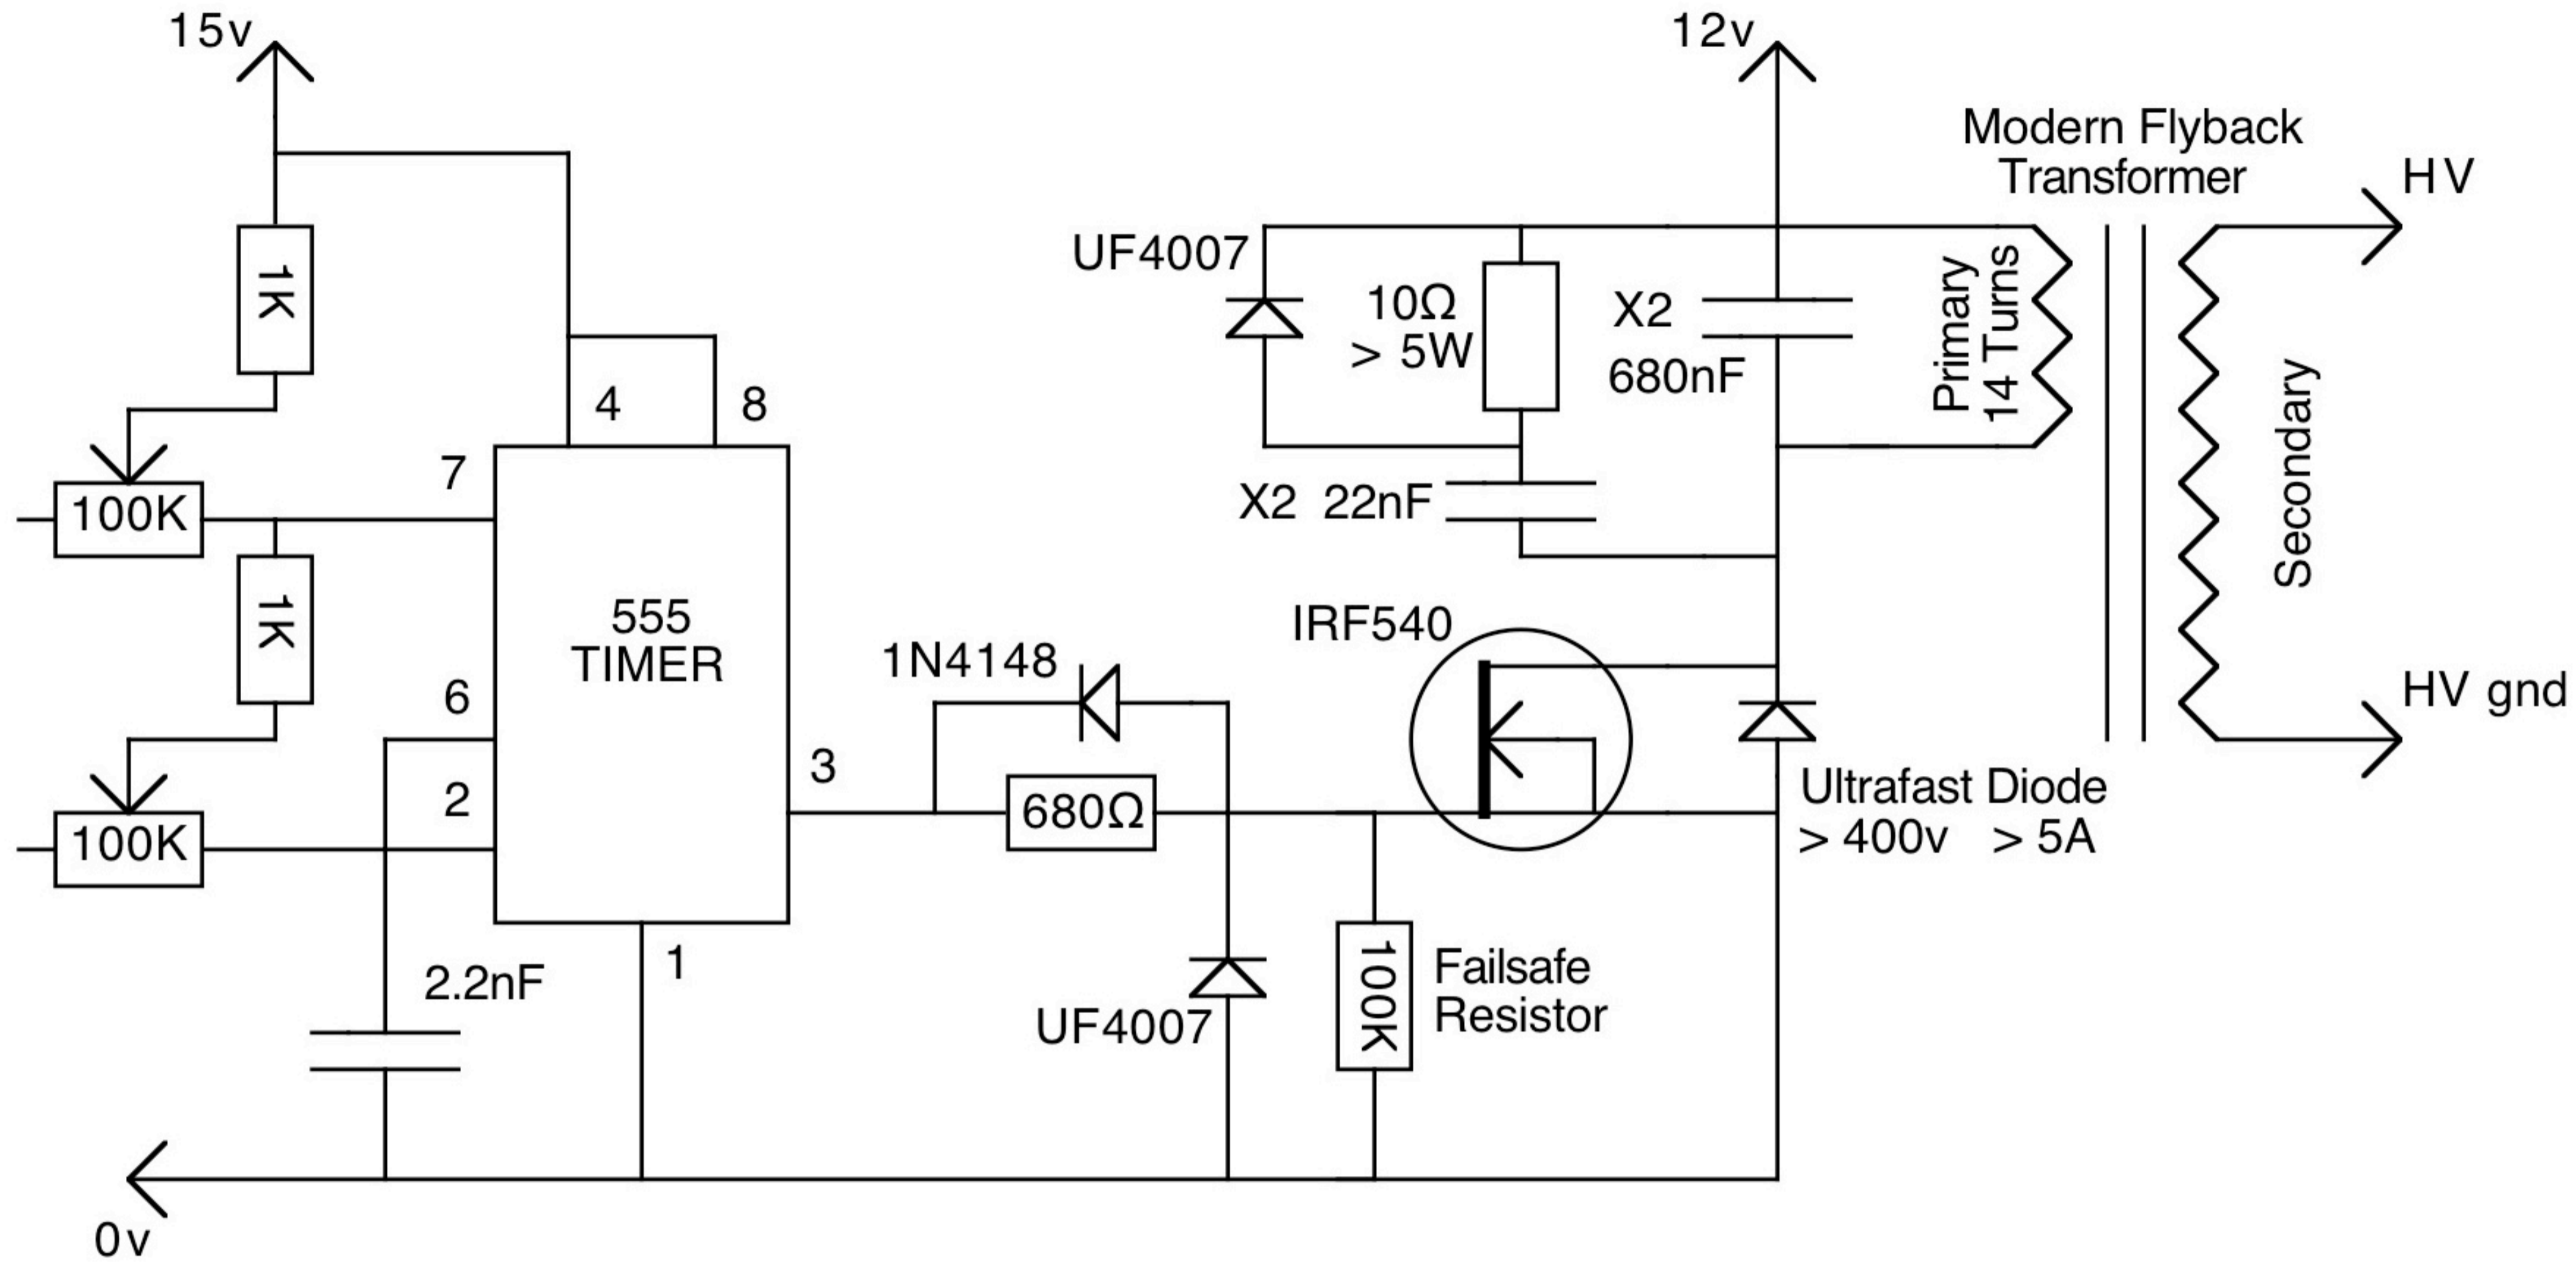 15v
12v
Modern Flyback
Transformer
HV
UF4007
1K
10Ω
> 5W
X2
680nF
Primary
14 Turns
4
8
7
100K
X2 22nF
Secondary
1K
555
TIMER
IRF540
1N4148
6
HV gnd
3
2
680Ω
Ultrafast Diode
> 400v > 5A
100K
1
2.2nF
UF4007
100K
Failsafe
Resistor
0v